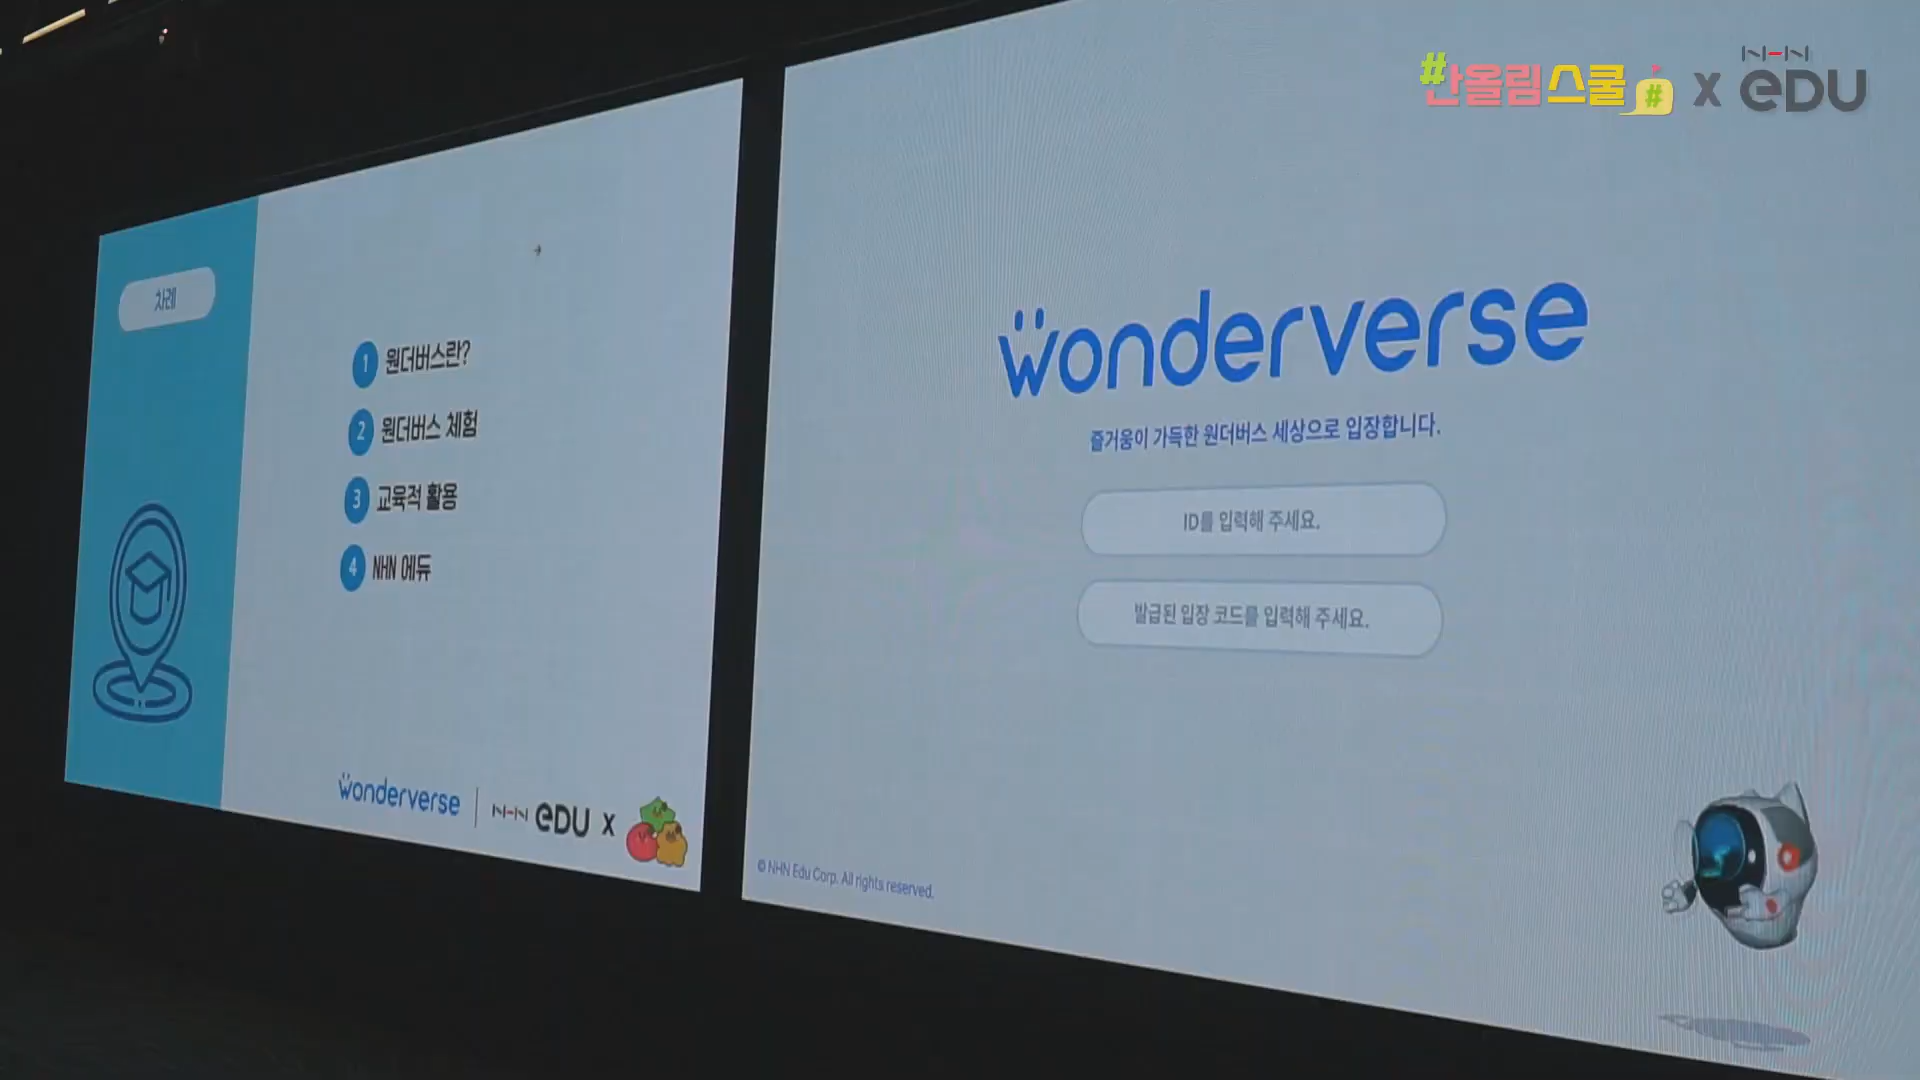 #산올림스쿨# x NHN eDU
차례
1 원더버스란?
2 원더버스 체험
3 교육적 활용
4 NHN 에듀
wonderverse | NHN eDU x
wonderverse
즐거움이 가득한 원더버스 세상으로 입장합니다.
ID를 입력해 주세요.
발급된 입장 코드를 입력해 주세요.
© NHN Edu Corp. All rights reserved.